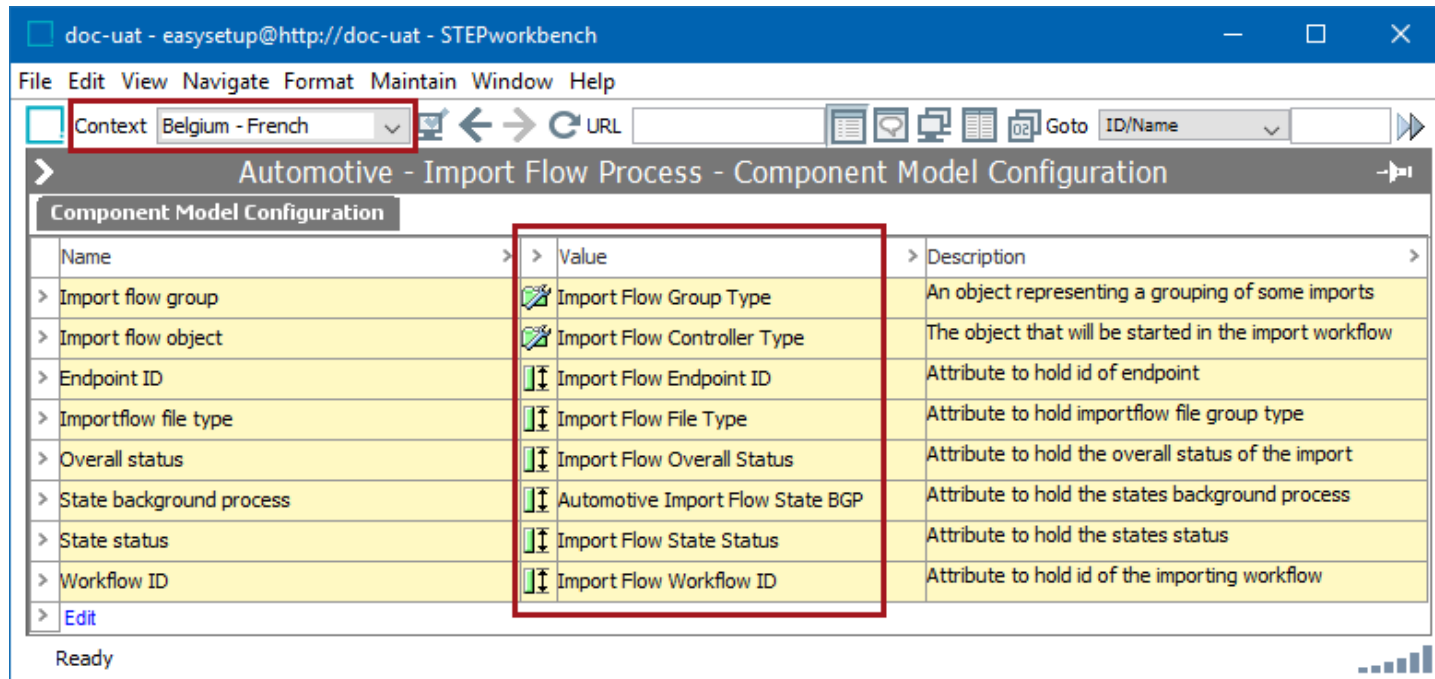 doc-uat - easysetup@http://doc-uat - STEPworkbench
File Edit View Navigate Format Maintain Window Help
Context Belgium - French URL 02 Goto ID/Name
Automotive - Import Flow Process - Component Model Configuration
Component Model Configuration
Name > > Value > Description >
> Import flow group Import Flow Group Type An object representing a grouping of some imports
> Import flow object Import Flow Controller Type The object that will be started in the import workflow
> Endpoint ID Import Flow Endpoint ID Attribute to hold id of endpoint
> Importflow file type Import Flow File Type Attribute to hold importflow file group type
> Overall status Import Flow Overall Status Attribute to hold the overall status of the import
> State background process Automotive Import Flow State BGP Attribute to hold the states background process
> State status Import Flow State Status Attribute to hold the states status
> Workflow ID Import Flow Workflow ID Attribute to hold id of the importing workflow
> Edit
Ready